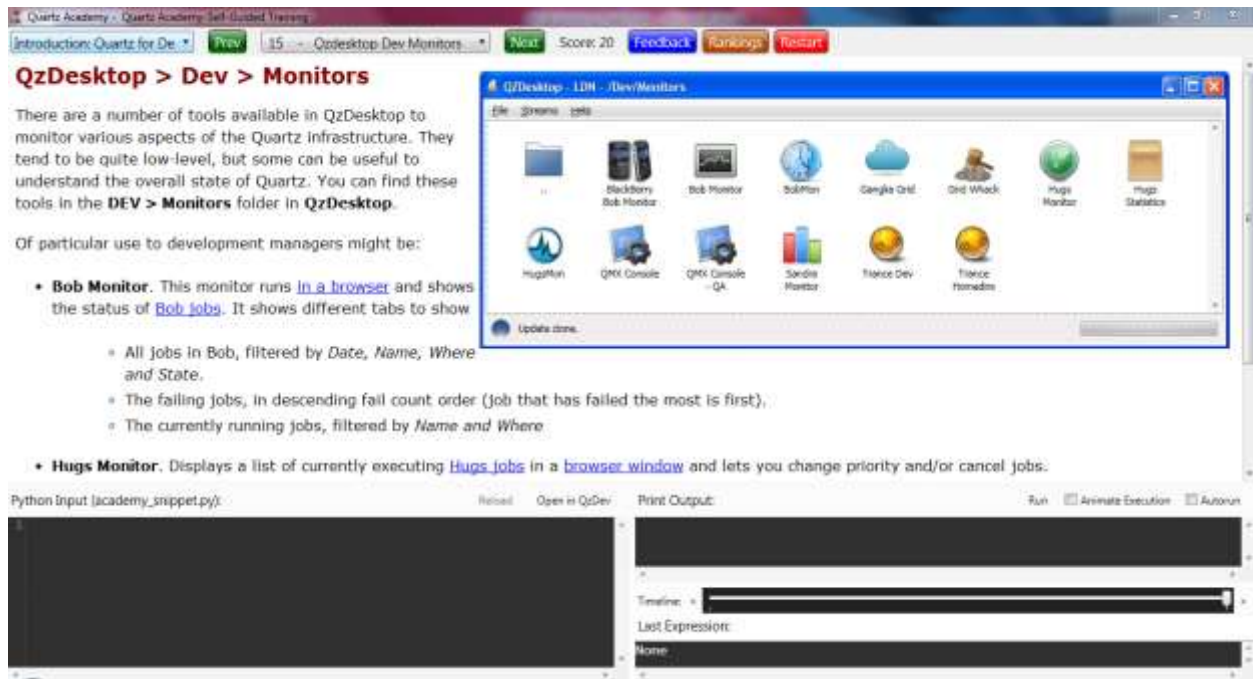 Quartz Academy - Quartz Academy Self-Guided Training
Introduction: Quartz for De
Prev
15 - Qzdesktop Dev Monitors
Next
Score: 20
Feedback
Rankings
Restart
QzDesktop > Dev > Monitors
There are a number of tools available in QzDesktop to
monitor various aspects of the Quartz infrastructure. They
tend to be quite low-level, but some can be useful to
understand the overall state of Quartz. You can find these
tools in the DEV > Monitors folder in QzDesktop.
Of particular use to development managers might be:
• Bob Monitor. This monitor runs in a browser and shows
the status of Bob jobs. It shows different tabs to show
All jobs in Bob, filtered by Date, Name, Where
and State.
The failing jobs, in descending fail count order (job that has failed the most is first).
The currently running jobs, filtered by Name and Where
• Hugs Monitor. Displays a list of currently executing Hugs jobs in a browser window and lets you change priority and/or cancel jobs.
QZDesktop - LDN - /Dev/Monitors
File Streams Help
..
BlackBerry
Bob Monitor
Bob Monitor
BobMon
Ganglia Grid
Grid Whack
Hugs
Monitor
Hugs
Statistics
HugsMon
QMX Console
QMX Console
- QA
Sandra
Monitor
Trance Dev
Trance
Update done.
Python Input (academy_snippet.py):
Reload
Open in QzDev
1
Print Output:
Run
Animate Execution
Autorun
Timeline:
Last Expression:
None